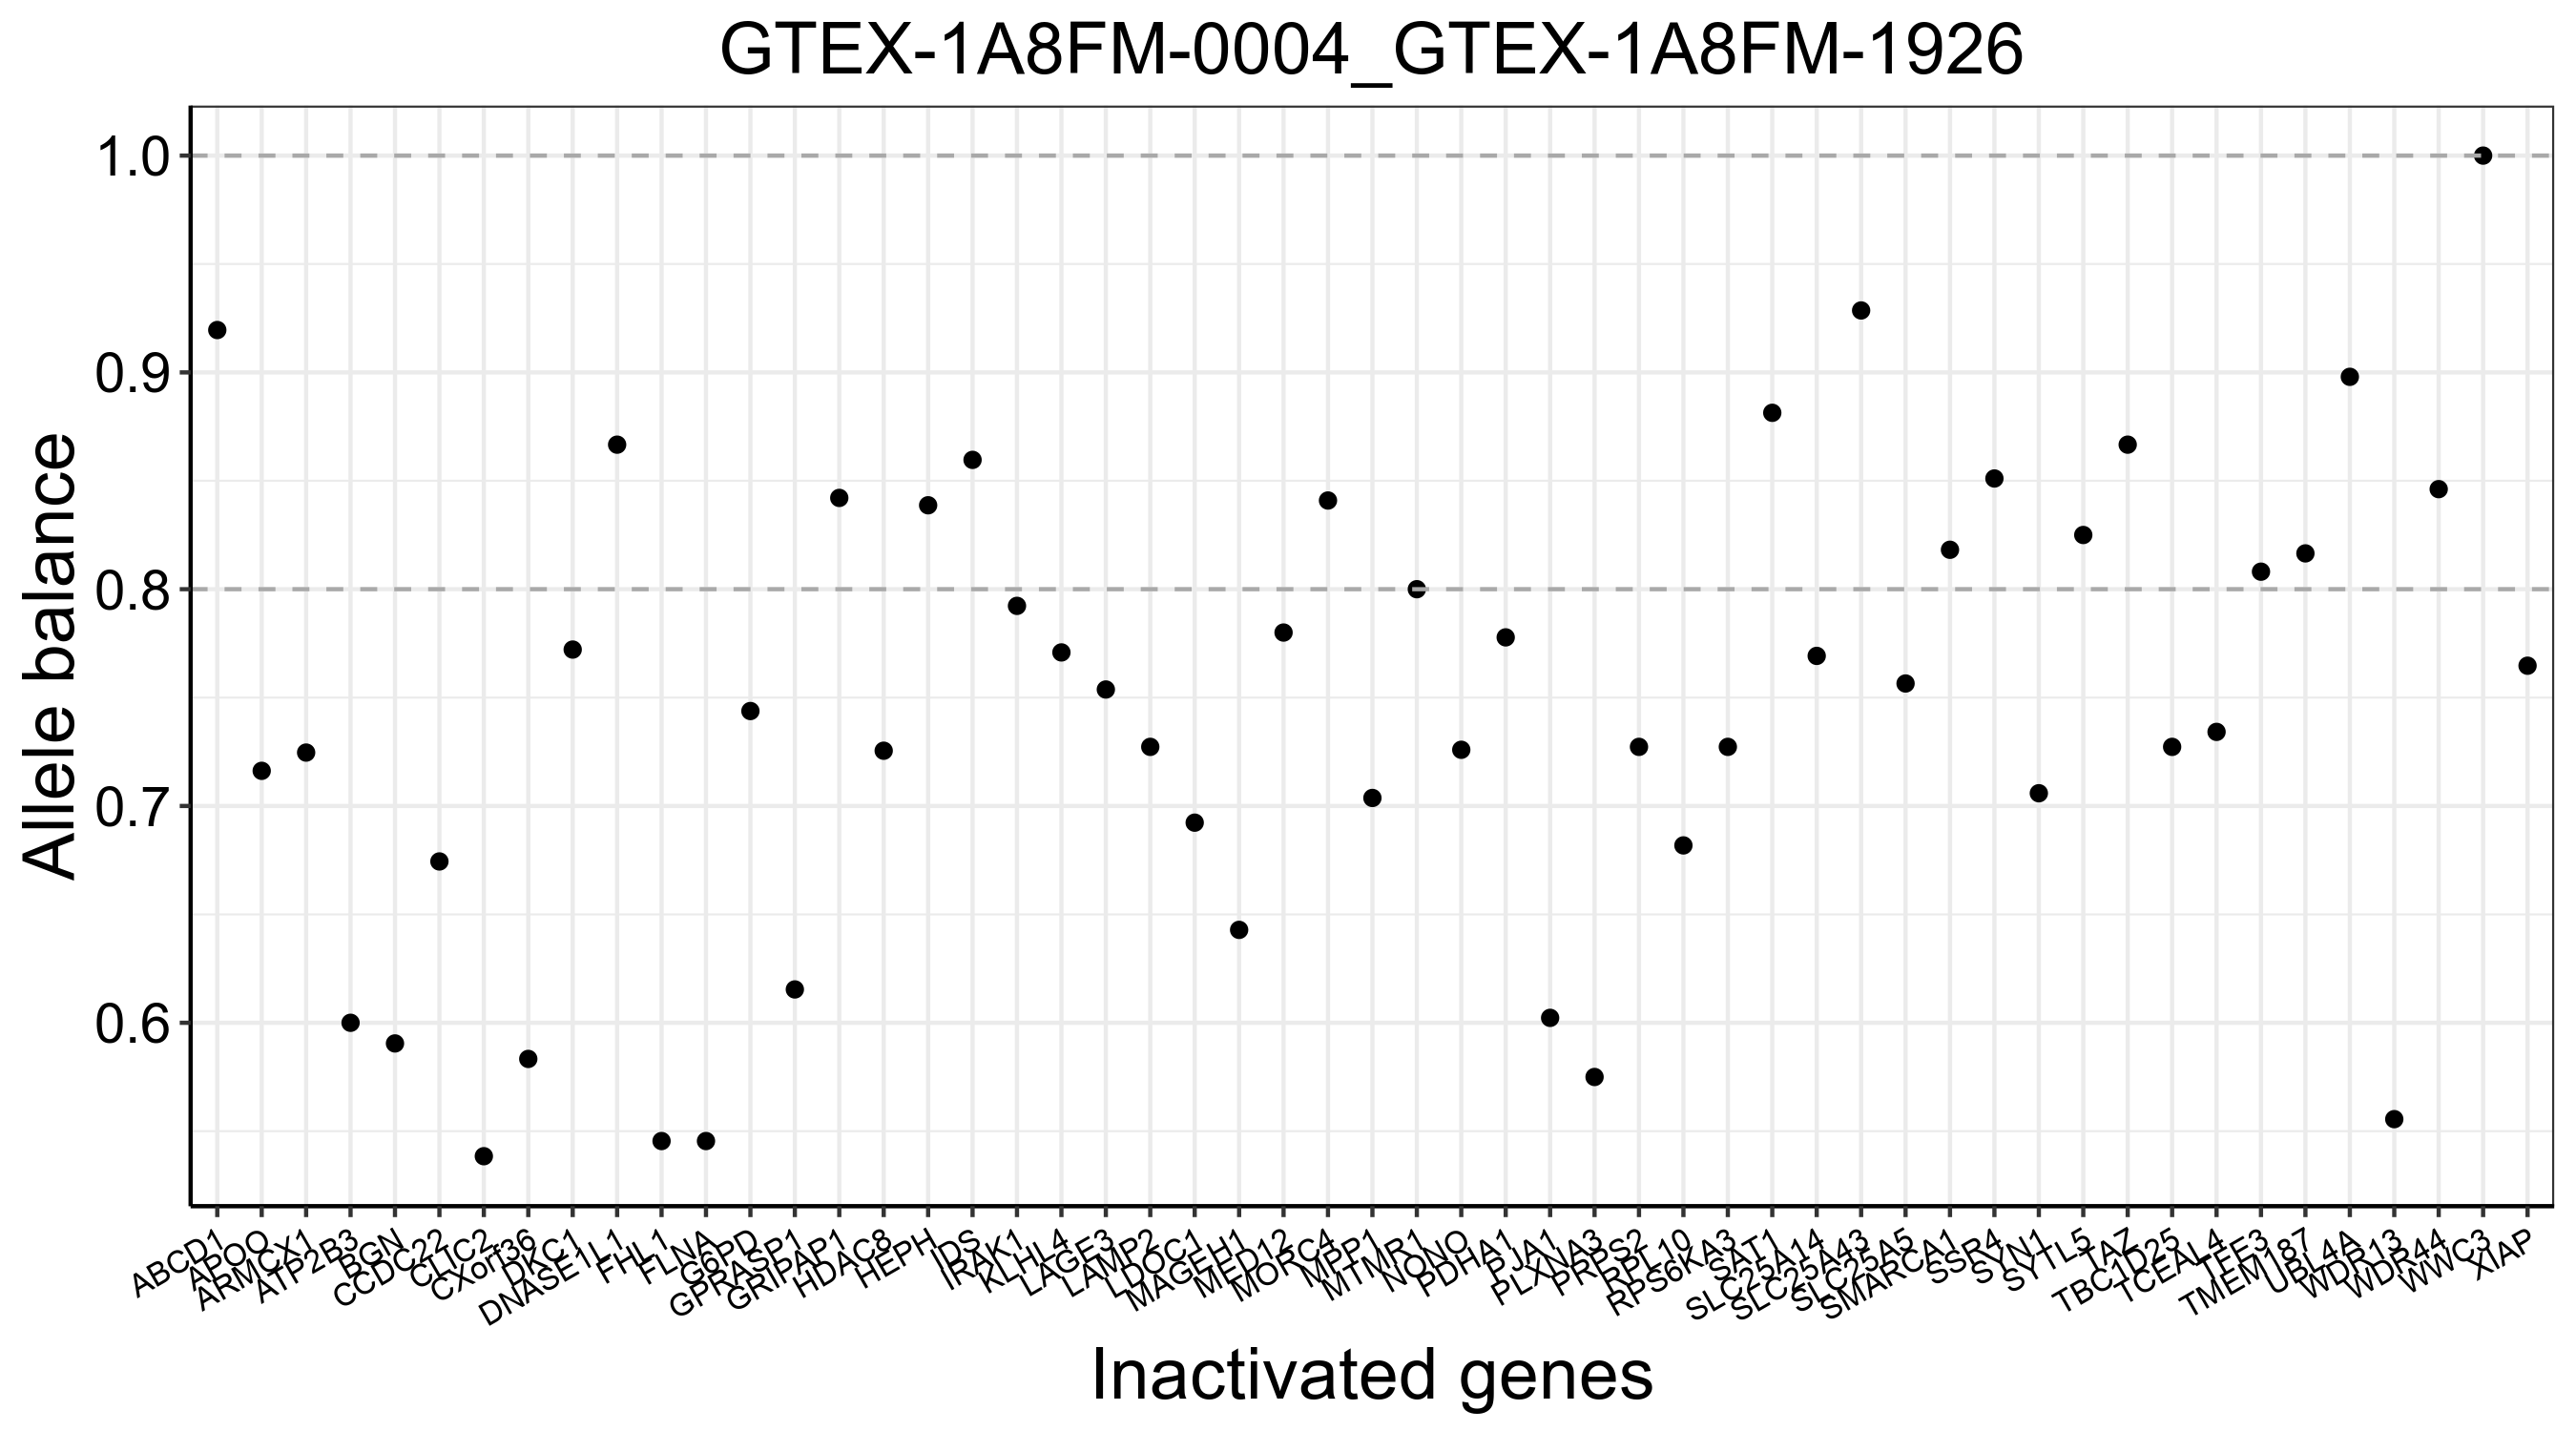 GTEX-1A8FM-0004_GTEX-1A8FM-1926
Allele balance
1.0
0.9
0.8
0.7
0.6
ABCD1
APOO
ARMCX1
ATP2B3
BGN
CCDC22
CLIC2
CXorf36
DKC1
DNASE1L1
FHL1
FLNA
G6PD
GPRASP1
GRIPAP1
HDAC8
HEPH
IDS
IRAK1
KLHL4
LAGE3
LAMP2
LDOC1
MAGEH1
MED12
MORC4
MPP1
MTMR1
NONO
PDHA1
PJA1
PLXNA3
PRPS2
RPL10
RPS6KA3
SAT1
SLC25A14
SLC25A43
SLC25A5
SMARCA1
SSR4
SYN1
SYTL5
TAZ
TBC1D25
TCEAL4
TFE3
TMEM187
UBL4A
WDR13
WDR44
WWC3
XIAP
Inactivated genes